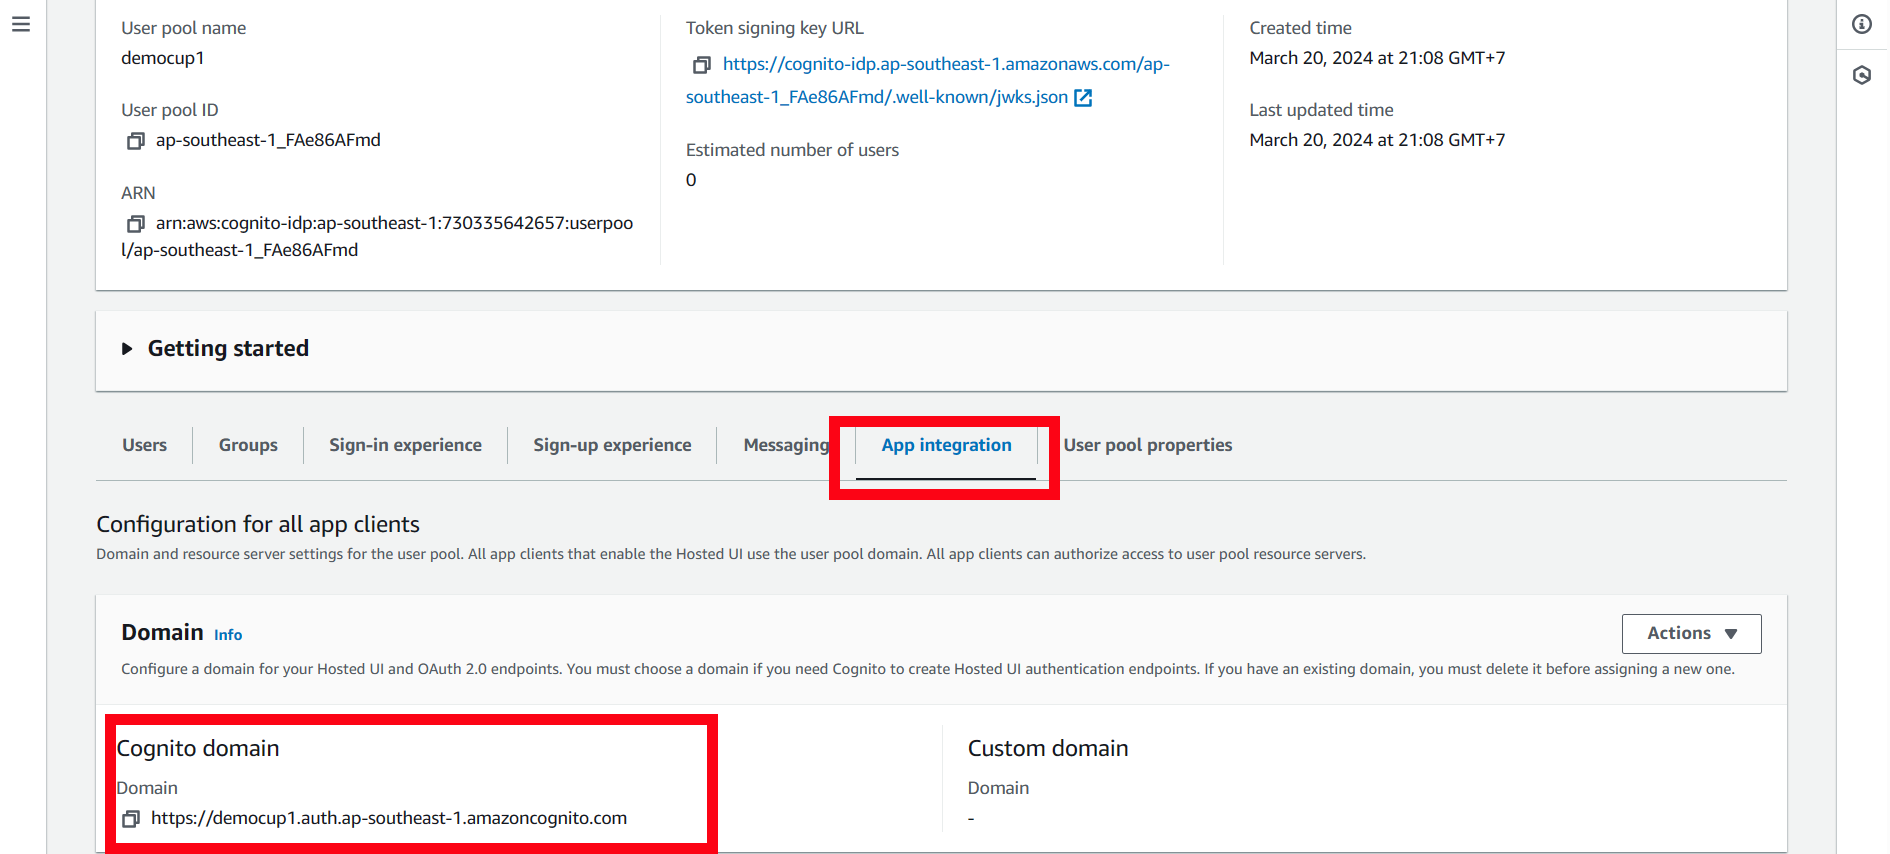 User pool name
democup1
User pool ID
ap-southeast-1_FAe86AFmd
ARN
arn:aws:cognito-idp:ap-southeast-1:730335642657:userpoo
l/ap-southeast-1_FAe86AFmd
Token signing key URL
https://cognito-idp.ap-southeast-1.amazonaws.com/ap-
southeast-1_FAe86AFmd/.well-known/jwks.json
Estimated number of users
0
Created time
March 20, 2024 at 21:08 GMT+7
Last updated time
March 20, 2024 at 21:08 GMT+7
Getting started
Users Groups Sign-in experience Sign-up experience Messaging App integration User pool properties
Configuration for all app clients
Domain and resource server settings for the user pool. All app clients that enable the Hosted UI use the user pool domain. All app clients can authorize access to user pool resource servers.
Domain Info
Actions
Configure a domain for your Hosted UI and OAuth 2.0 endpoints. You must choose a domain if you need Cognito to create Hosted UI authentication endpoints. If you have an existing domain, you must delete it before assigning a new one.
Cognito domain
Domain
https://democup1.auth.ap-southeast-1.amazoncognito.com
Custom domain
Domain
-